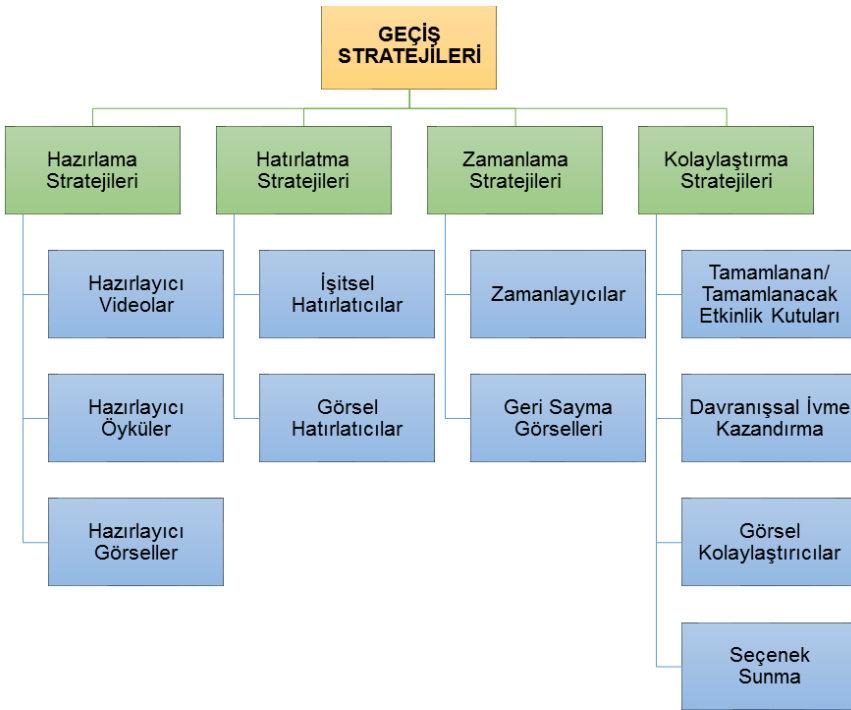 GEÇİŞ
STRATEJİLERİ
Hazırlama
Stratejileri
Hatırlatma
Stratejileri
Zamanlama
Stratejileri
Kolaylaştırma
Stratejileri
Hazırlayıcı
Videolar
Hazırlayıcı
Öyküler
Hazırlayıcı
Görseller
İşitsel
Hatırlatıcılar
Görsel
Hatırlatıcılar
Zamanlayıcılar
Geri Sayma
Görselleri
Tamamlanan/
Tamamlanacak
Etkinlik Kutuları
Davranışsal İvme
Kazandırma
Görsel
Kolaylaştırıcılar
Seçenek
Sunma